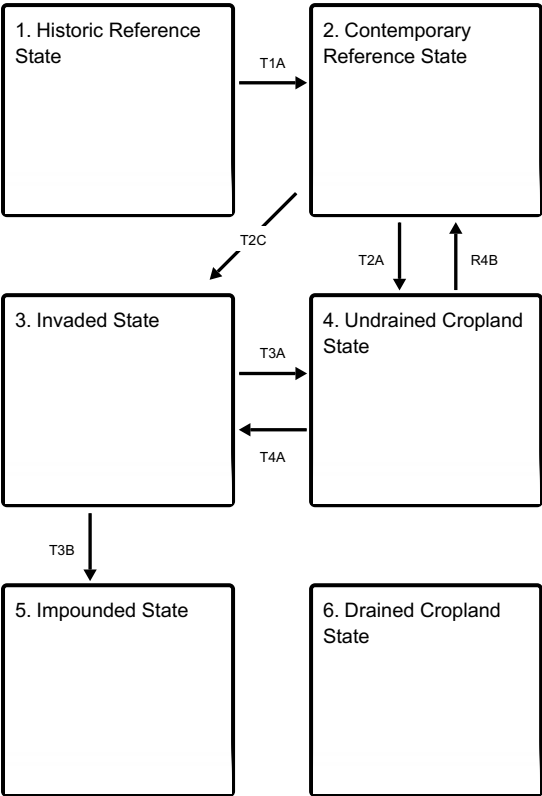 1. Historic Reference
State
T1A
2. Contemporary
Reference State
T2C
T2A
R4B
3. Invaded State
T3A
T4A
4. Undrained Cropland
State
T3B
5. Impounded State
6. Drained Cropland
State